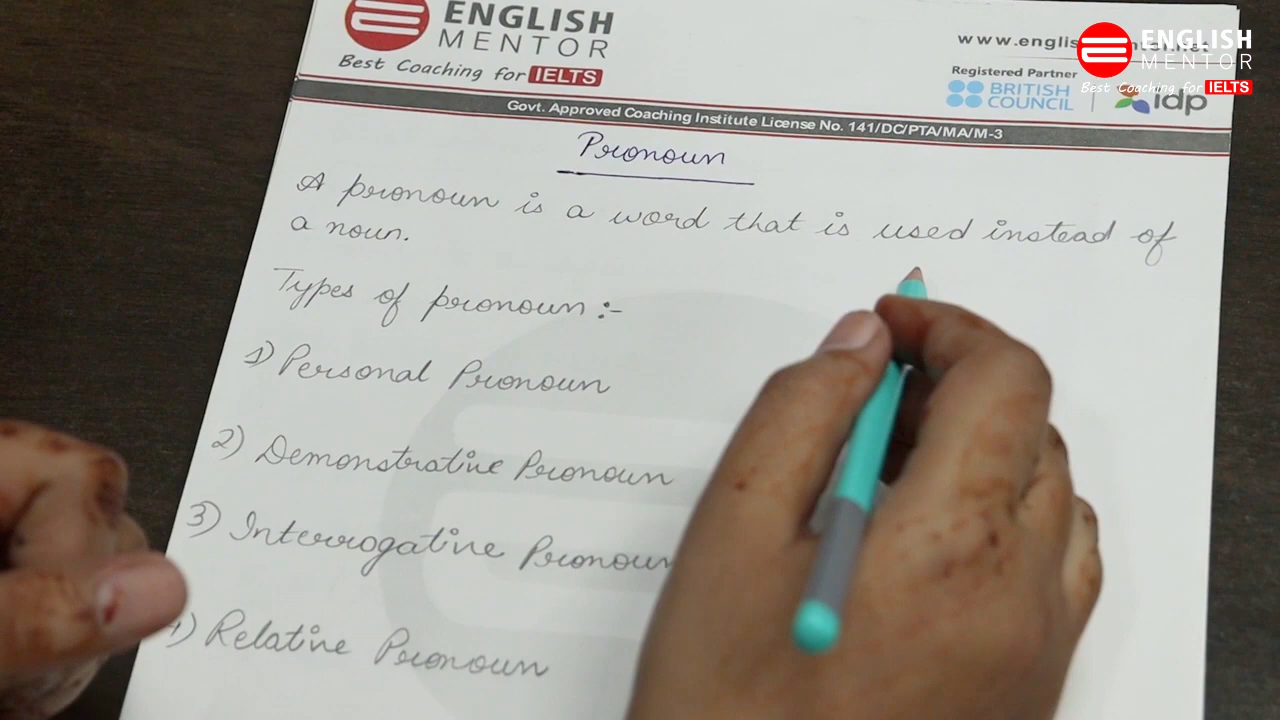 ENGLISH
MENTOR
Best Coaching for IELTS
www.englis
Registered Partner
BRITISH
COUNCIL
idp
ENGLISH
MENTOR
Best Coaching for IELTS
Govt. Approved Coaching Institute License No. 141/DC/PTA/MA/M-3
Pronoun
A pronoun is a word that is used instead of
a noun.
Types of pronoun :-
1) Personal Pronoun
2) Demonstrative Pronoun
3) Interrogative Pronoun
4) Relative Pronoun